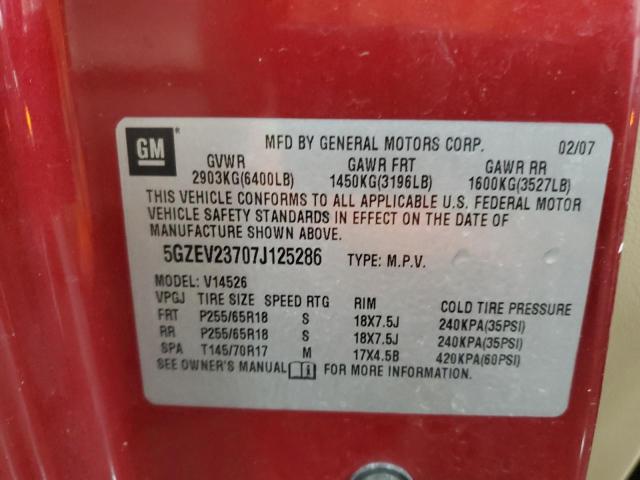 GM ®
MFD BY GENERAL MOTORS CORP. 02/07
GVWR GAWR FRT GAWR RR
2903KG(6400LB) 1450KG(3196LB) 1600KG(3527LB)
THIS VEHICLE CONFORMS TO ALL APPLICABLE U.S. FEDERAL MOTOR
VEHICLE SAFETY STANDARDS IN EFFECT ON THE DATE OF
MANUFACTURE SHOWN ABOVE.
5GZEV23707J125286 TYPE: M.P.V.
MODEL: V14526
VPGJ TIRE SIZE SPEED RTG RIM COLD TIRE PRESSURE
FRT P255/65R18 S 18X7.5J 240KPA(35PSI)
RR P255/65R18 S 18X7.5J 240KPA(35PSI)
SPA T145/70R17 M 17X4.5B 420KPA(60PSI)
SEE OWNER'S MANUAL FOR MORE INFORMATION.